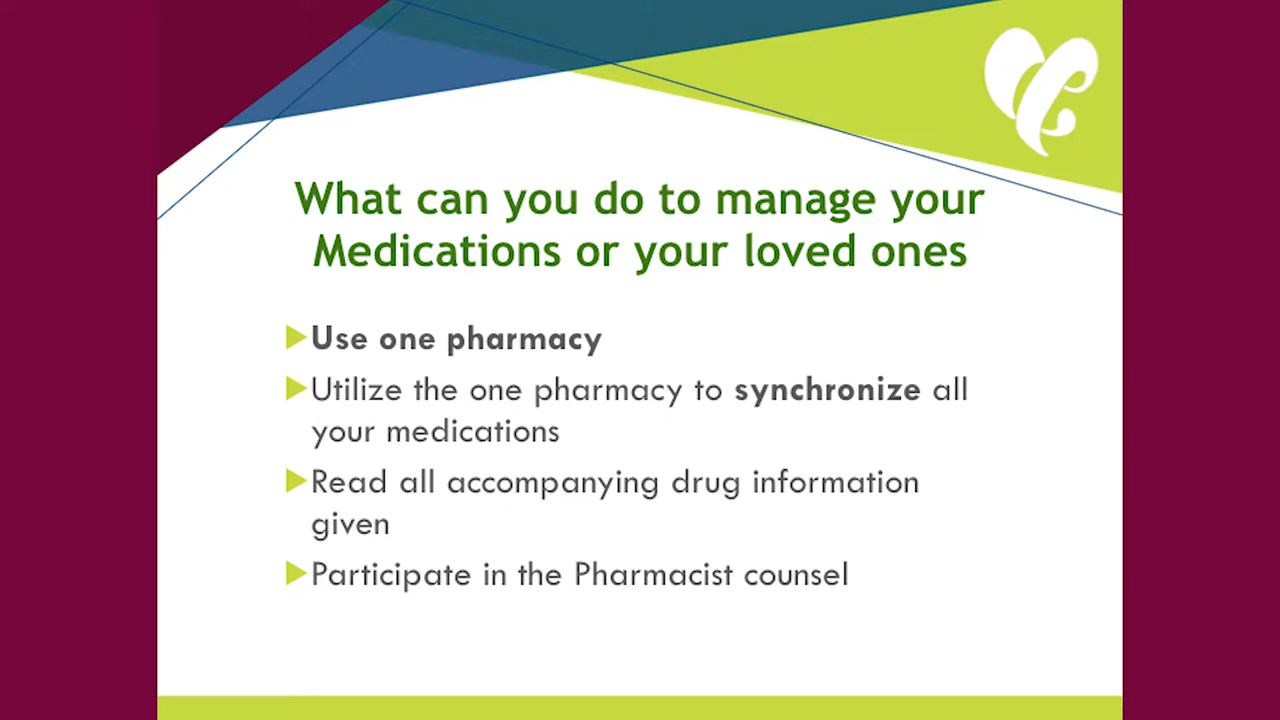 What can you do to manage your
Medications or your loved ones
Use one pharmacy
Utilize the one pharmacy to synchronize all
your medications
Read all accompanying drug information
given
Participate in the Pharmacist counsel